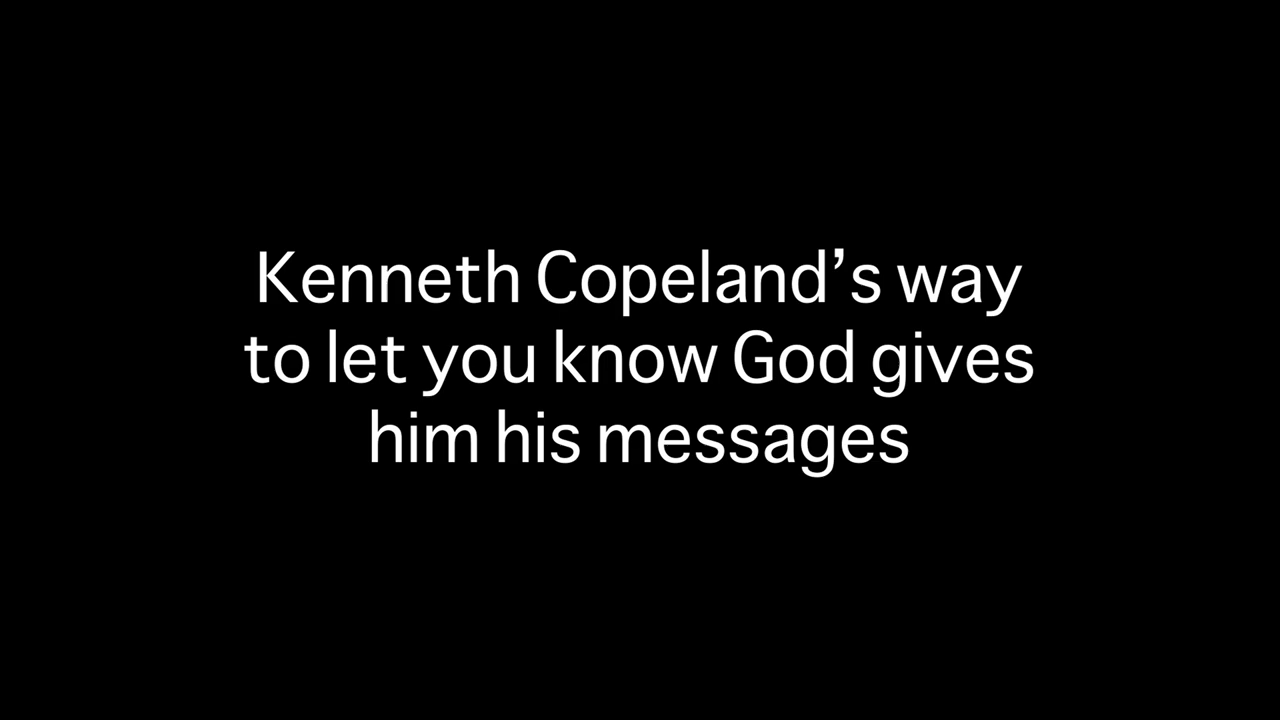 Kenneth Copeland’s way
to let you know God gives
him his messages